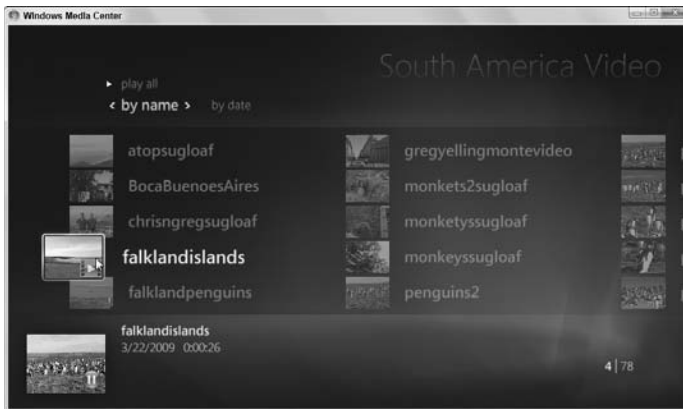 Windows Media Center
South America Video
play all
by name
by date
atopsugloaf
BocaBuenoesAires
chrisngregsugloaf
falklandislands
falklandpenguins
gregyellingmontevideo
monkets2sugloaf
monketyssugloaf
monkeyssugloaf
penguins2
falklandislands
3/22/2009 0:00:26
4 | 78